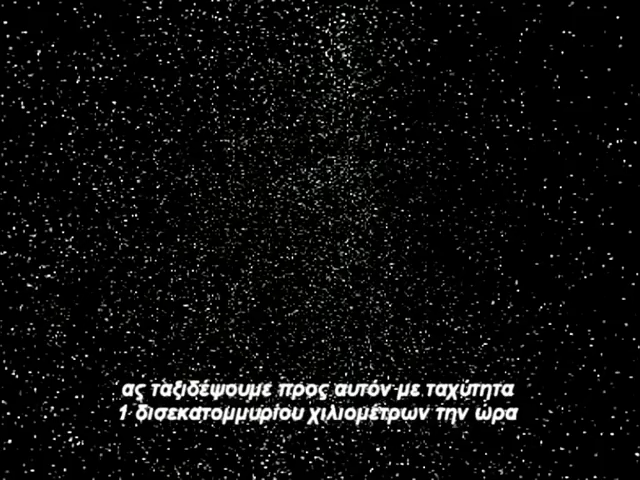 ας ταξιδέψουμε προς αυτόν με ταχύτητα
1 δισεκατομμυρίου χιλιομέτρων την ώρα